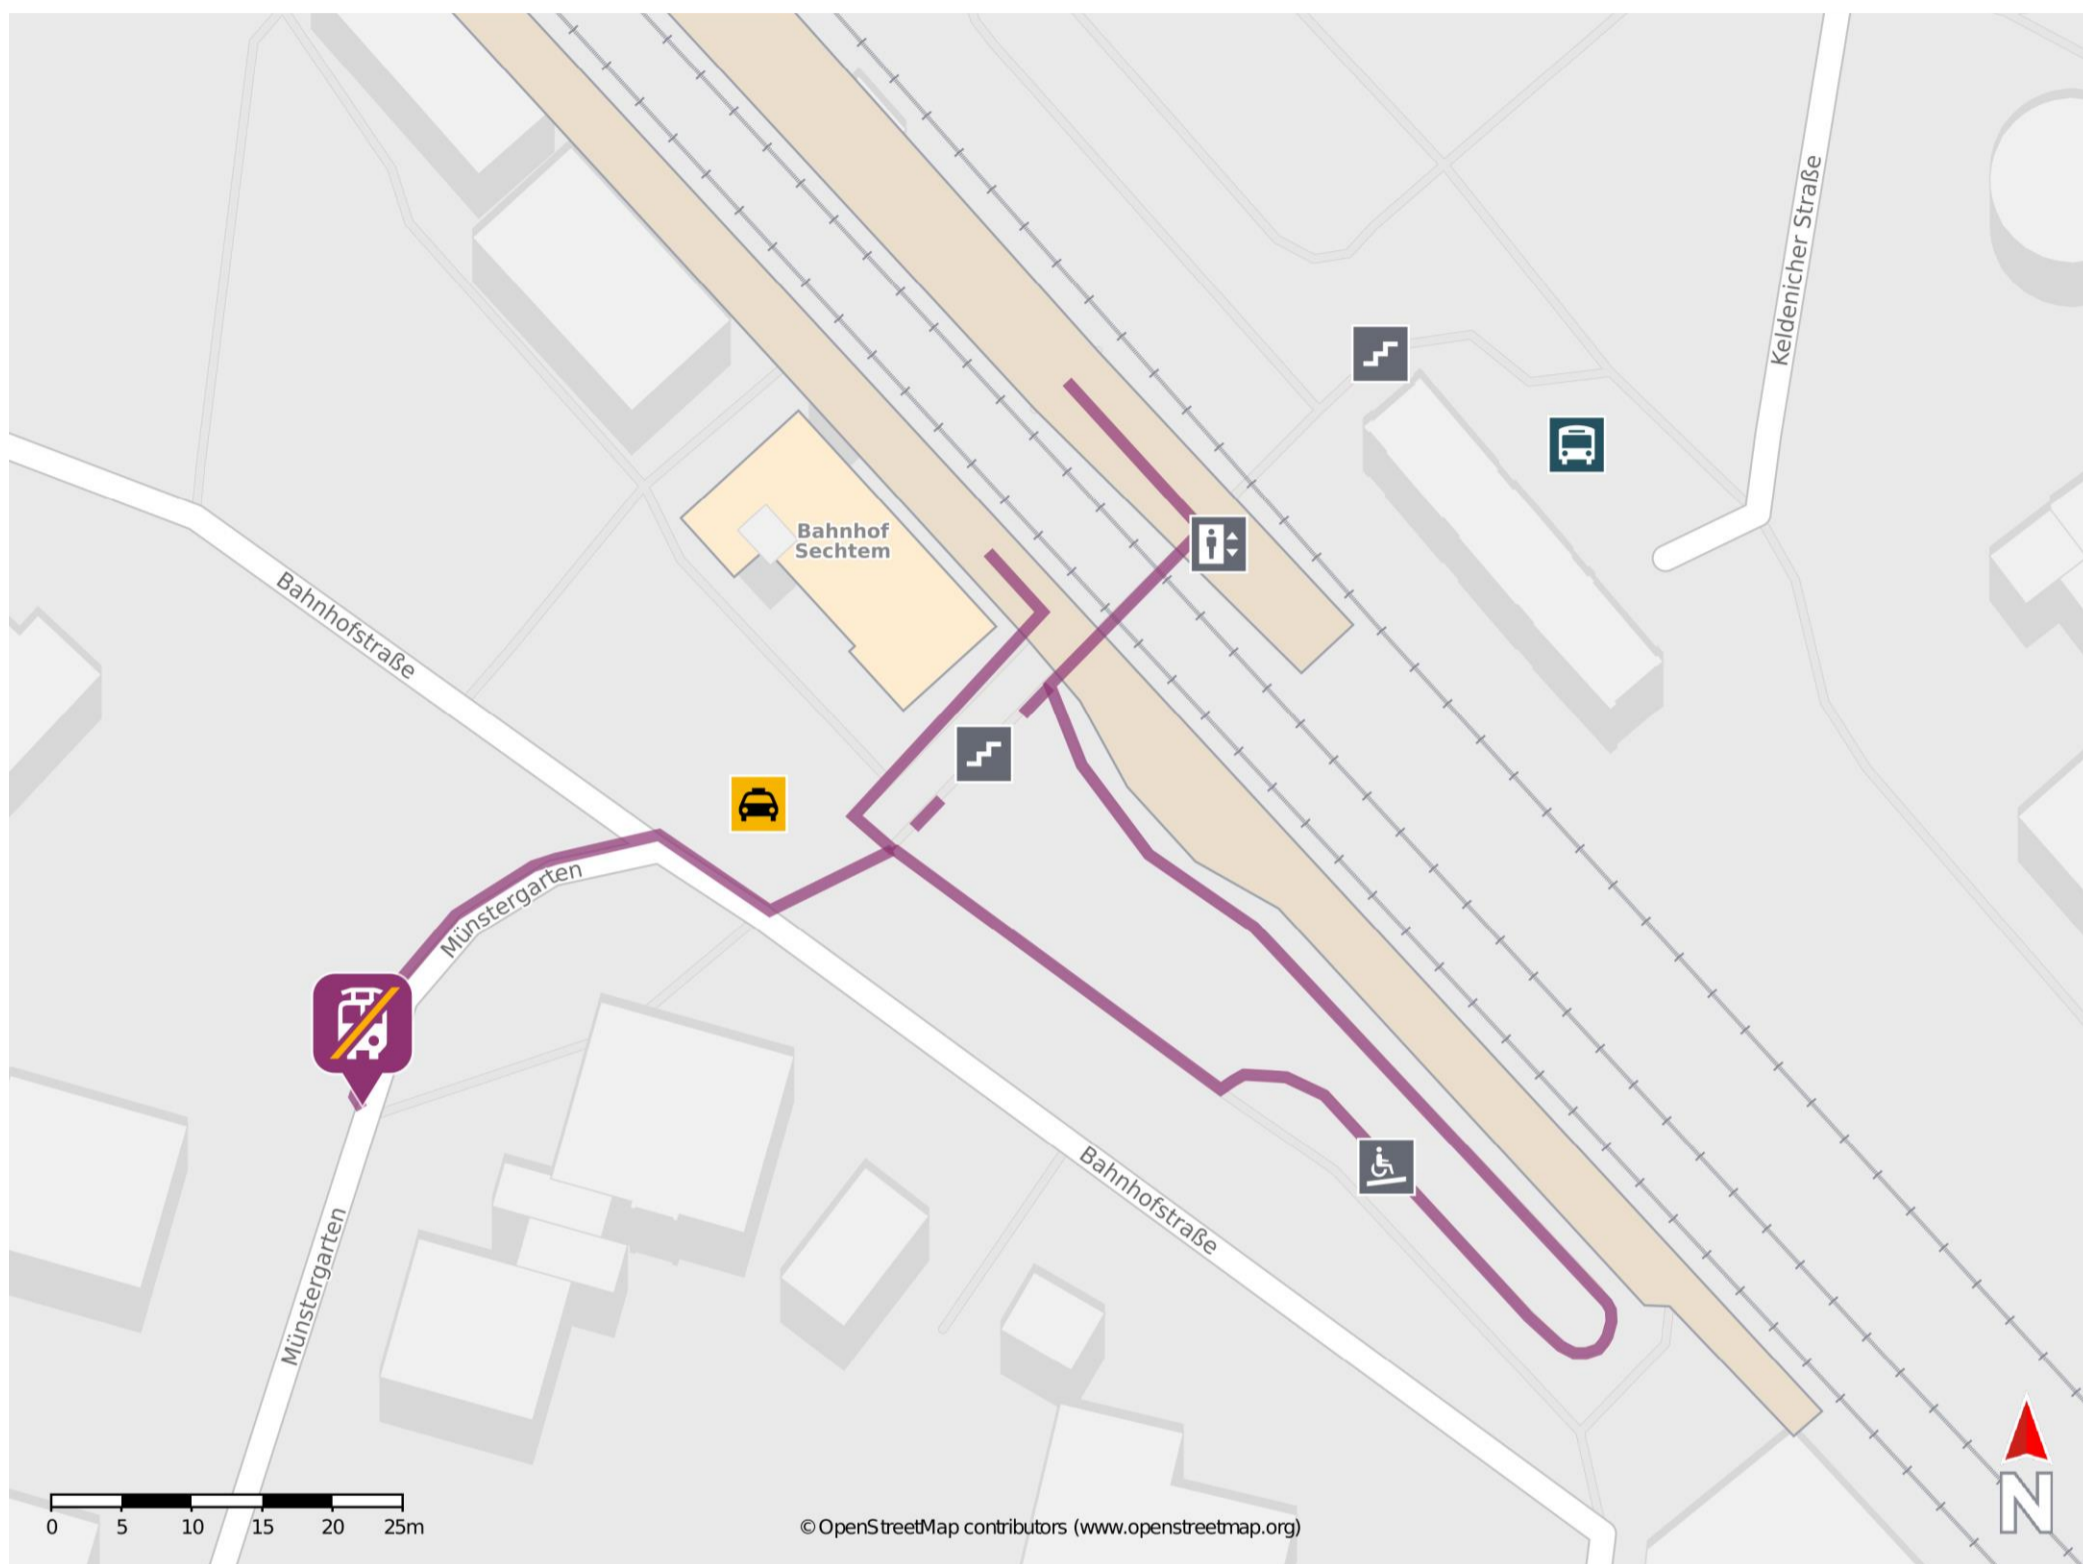 Keldenicher Straße
Bahnhof
Sechtem
Bahnhofstraße
Münstergarten
Bahnhofstraße
Münstergarten
0 5 10 15 20 25m
© OpenStreetMap contributors (www.openstreetmap.org)
N